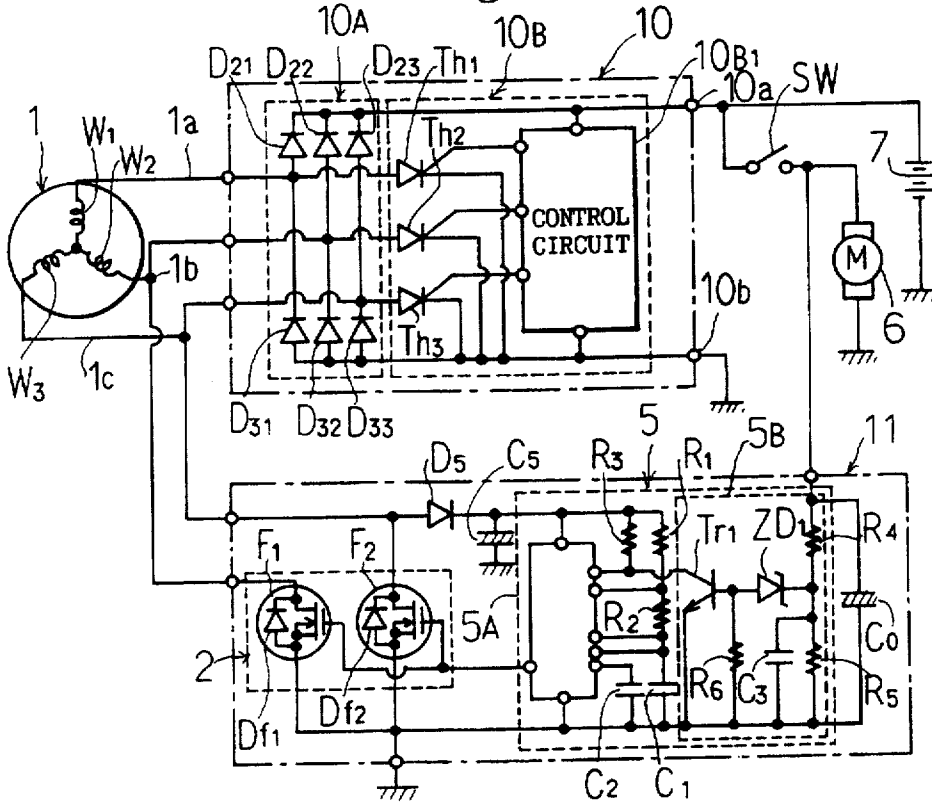 10A
10B
10
D21
D22
D23
Th1
10B1
10a
SW
1
1a
W1
W2
Th2
7
CONTROL
CIRCUIT
M
1b
6
10b
Th3
W3
1c
D31
D32
D33
5
5B
11
D5
C5
R3
R1
Tr1
ZD1
R4
F1
F2
5A
R2
C0
2
R6
C3
R5
Df1
Df2
C2
C1